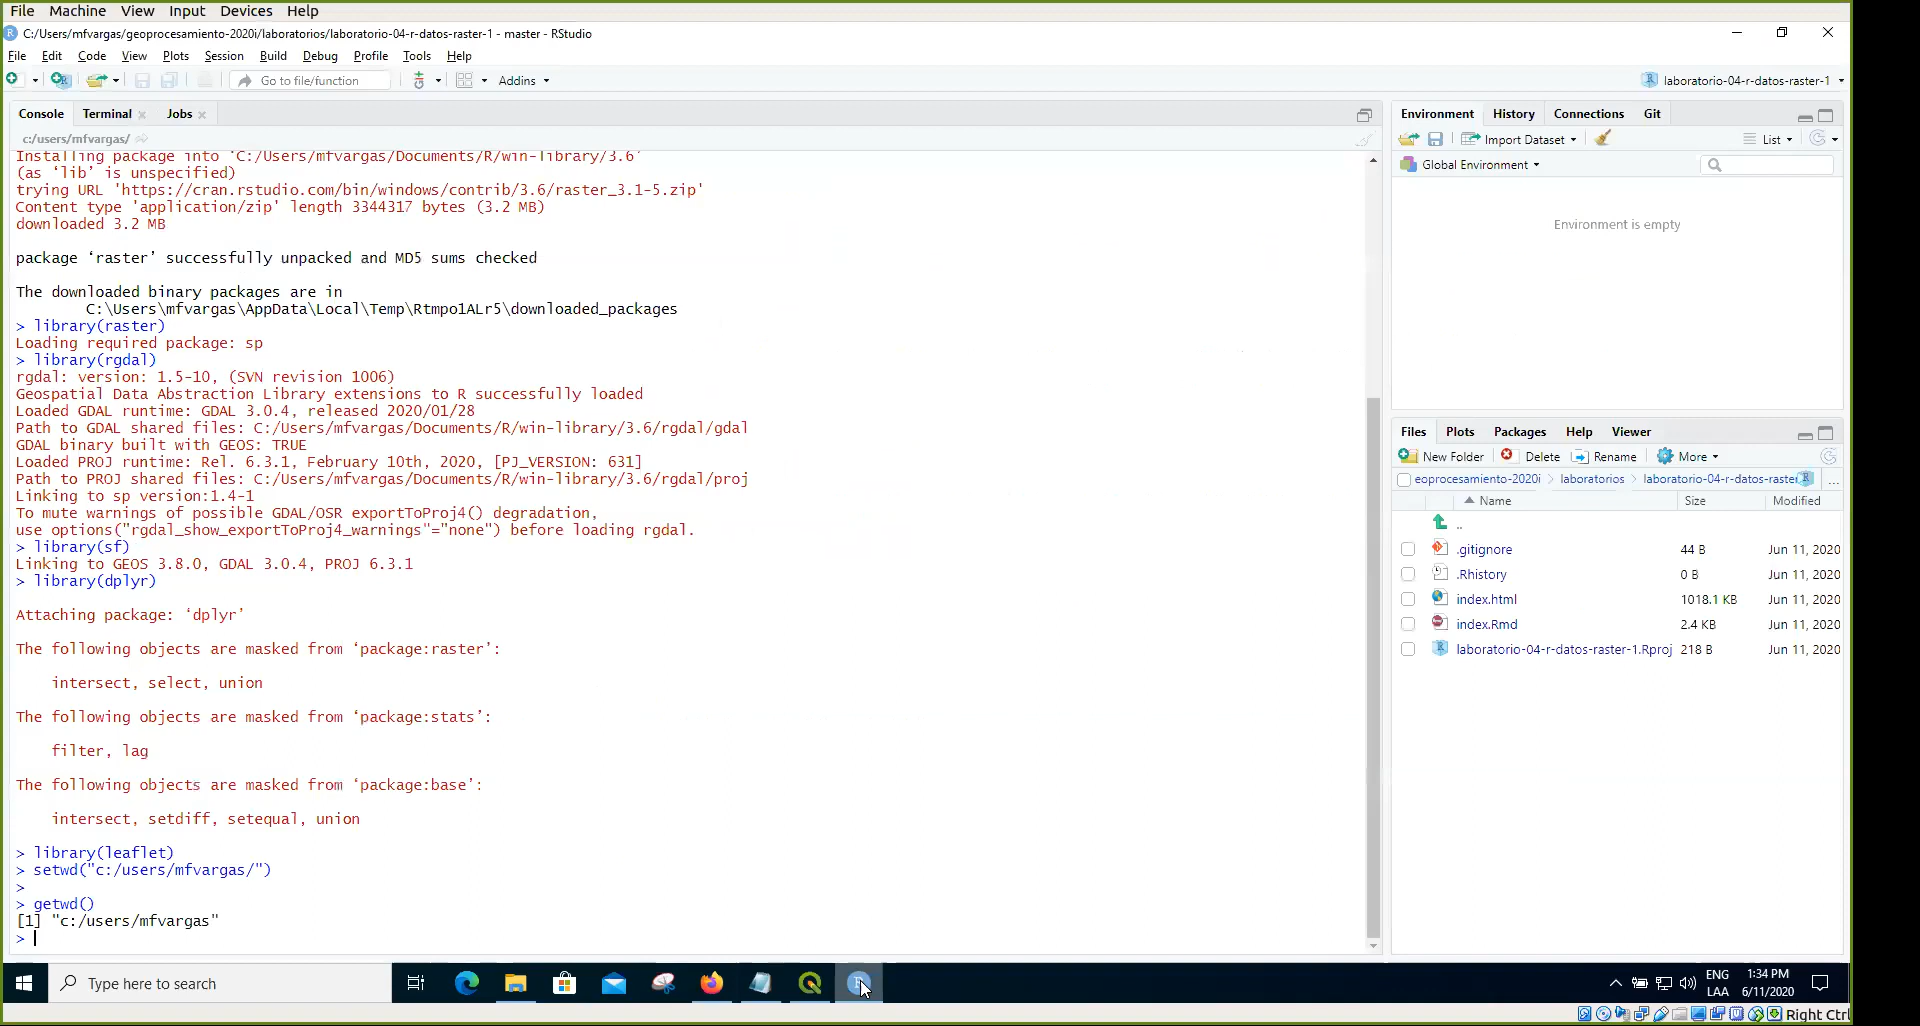 File Machine View Input Devices Help
C:/Users/mfvargas/geoprocesamiento-2020i/laboratorios/laboratorio-04-r-datos-raster-1 - master - RStudio
File Edit Code View Plots Session Build Debug Profile Tools Help
Go to file/function Addins laboratorio-04-r-datos-raster-1
Console Terminal Jobs
c:/users/mfvargas/
Installing package into ‘C:/Users/mfvargas/Documents/R/win-library/3.6’
(as ‘lib’ is unspecified)
trying URL 'https://cran.rstudio.com/bin/windows/contrib/3.6/raster_3.1-5.zip'
Content type 'application/zip' length 3344317 bytes (3.2 MB)
downloaded 3.2 MB
package ‘raster’ successfully unpacked and MD5 sums checked
The downloaded binary packages are in
C:\Users\mfvargas\AppData\Local\Temp\Rtmpo1ALr5\downloaded_packages
> library(raster)
Loading required package: sp
> library(rgdal)
rgdal: version: 1.5-10, (SVN revision 1006)
Geospatial Data Abstraction Library extensions to R successfully loaded
Loaded GDAL runtime: GDAL 3.0.4, released 2020/01/28
Path to GDAL shared files: C:/Users/mfvargas/Documents/R/win-library/3.6/rgdal/gdal
GDAL binary built with GEOS: TRUE
Loaded PROJ runtime: Rel. 6.3.1, February 10th, 2020, [PJ_VERSION: 631]
Path to PROJ shared files: C:/Users/mfvargas/Documents/R/win-library/3.6/rgdal/proj
Linking to sp version:1.4-1
To mute warnings of possible GDAL/OSR exportToProj4() degradation,
use options("rgdal_show_exportToProj4_warnings"="none") before loading rgdal.
> library(sf)
Linking to GEOS 3.8.0, GDAL 3.0.4, PROJ 6.3.1
> library(dplyr)
Attaching package: ‘dplyr’
The following objects are masked from ‘package:raster’:
intersect, select, union
The following objects are masked from ‘package:stats’:
filter, lag
The following objects are masked from ‘package:base’:
intersect, setdiff, setequal, union
> library(leaflet)
> setwd("c:/users/mfvargas/")
>
> getwd()
[1] "c:/users/mfvargas"
>
Environment History Connections Git
Import Dataset List
Global Environment
Environment is empty
Files Plots Packages Help Viewer
New Folder Delete Rename More
eoprocesamiento-2020i > laboratorios > laboratorio-04-r-datos-raster ...
Name Size Modified
..
.gitignore 44 B Jun 11, 2020
.Rhistory 0 B Jun 11, 2020
index.html 1018.1 KB Jun 11, 2020
index.Rmd 2.4 KB Jun 11, 2020
laboratorio-04-r-datos-raster-1.Rproj 218 B Jun 11, 2020
Type here to search
ENG 1:34 PM
LAA 6/11/2020
Right Ctrl